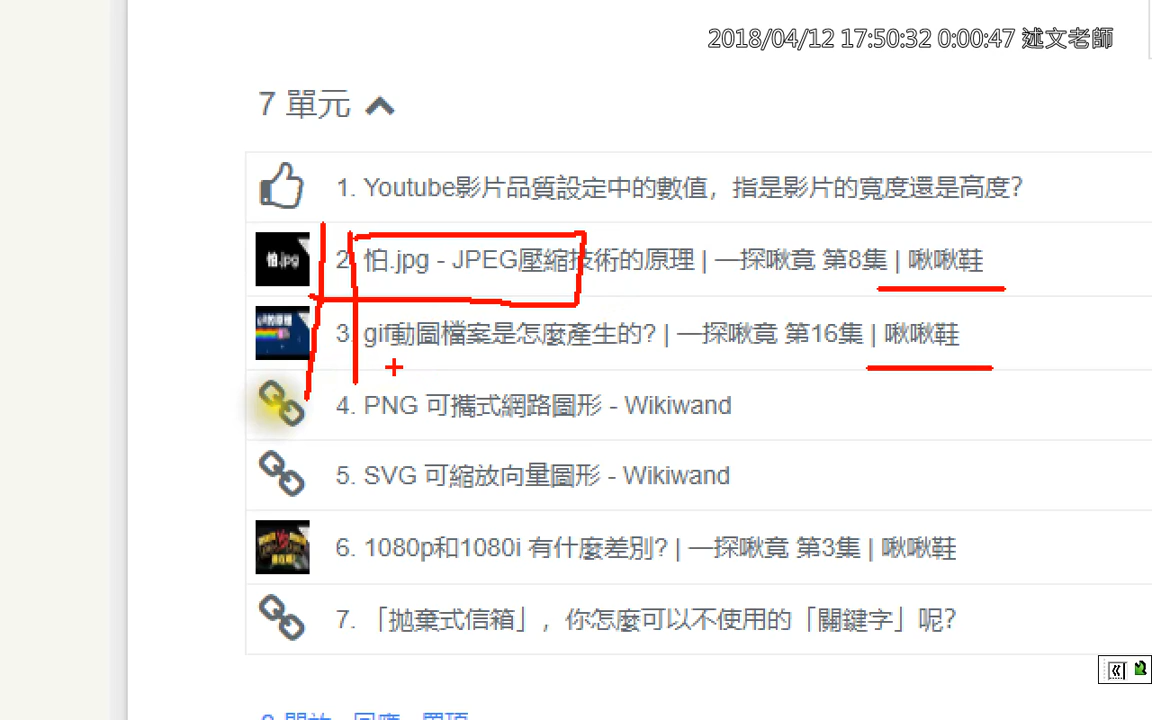 2018/04/12 17:50:32 0:00:47 述文老師
7 單元
1. Youtube影片品質設定中的數值，指是影片的寬度還是高度?
怕.jpg
2. 怕.jpg - JPEG壓縮技術的原理 | 一探啾竟 第8集 | 啾啾鞋
3. gif動圖檔案是怎麼產生的? | 一探啾竟 第16集 | 啾啾鞋
4. PNG 可攜式網路圖形 - Wikiwand
5. SVG 可縮放向量圖形 - Wikiwand
6. 1080p和1080i 有什麼差別? | 一探啾竟 第3集 | 啾啾鞋
7. 「拋棄式信箱」，你怎麼可以不使用的「關鍵字」呢?